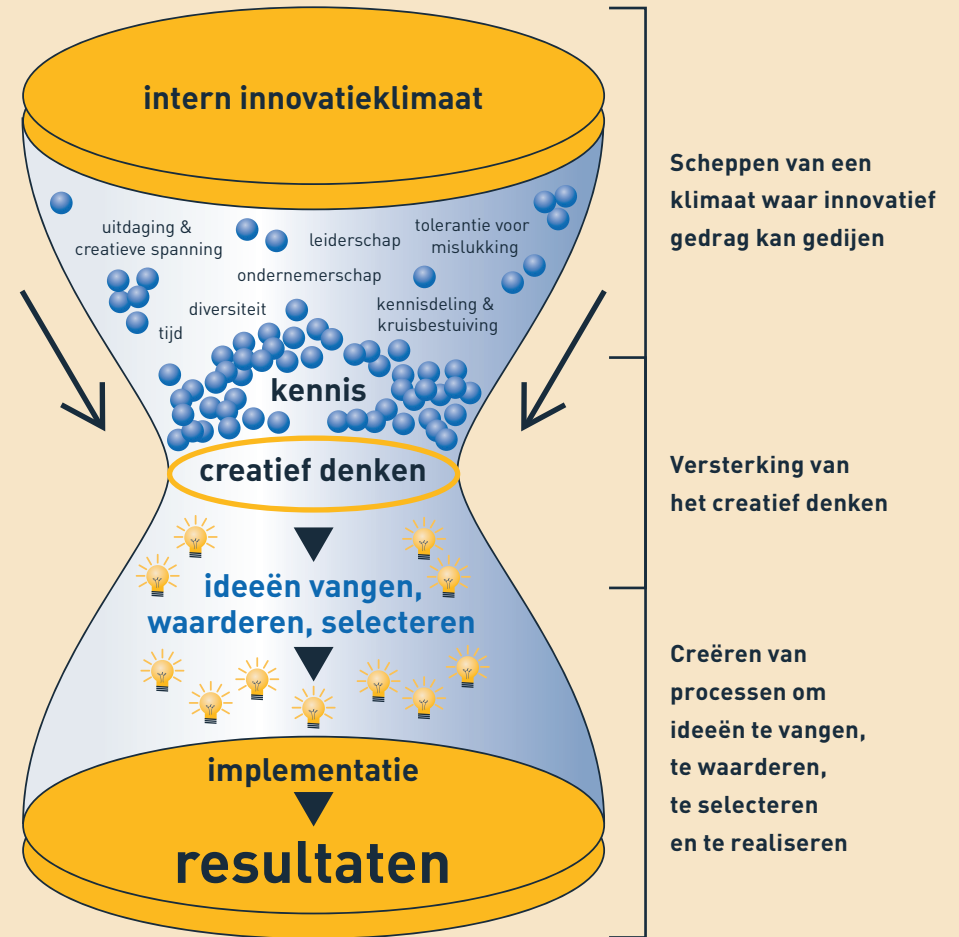 intern innovatieklimaat
uitdaging &
creatieve spanning
leiderschap
tolerantie voor
mislukking
ondernemerschap
diversiteit
kennisdeling &
kruisbestuiving
tijd
kennis
creatief denken
ideeën vangen,
waarderen, selecteren
implementatie
resultaten
Scheppen van een
klimaat waar innovatief
gedrag kan gedijen
Versterking van
het creatief denken
Creëren van
processen om
ideeën te vangen,
te waarderen,
te selecteren
en te realiseren